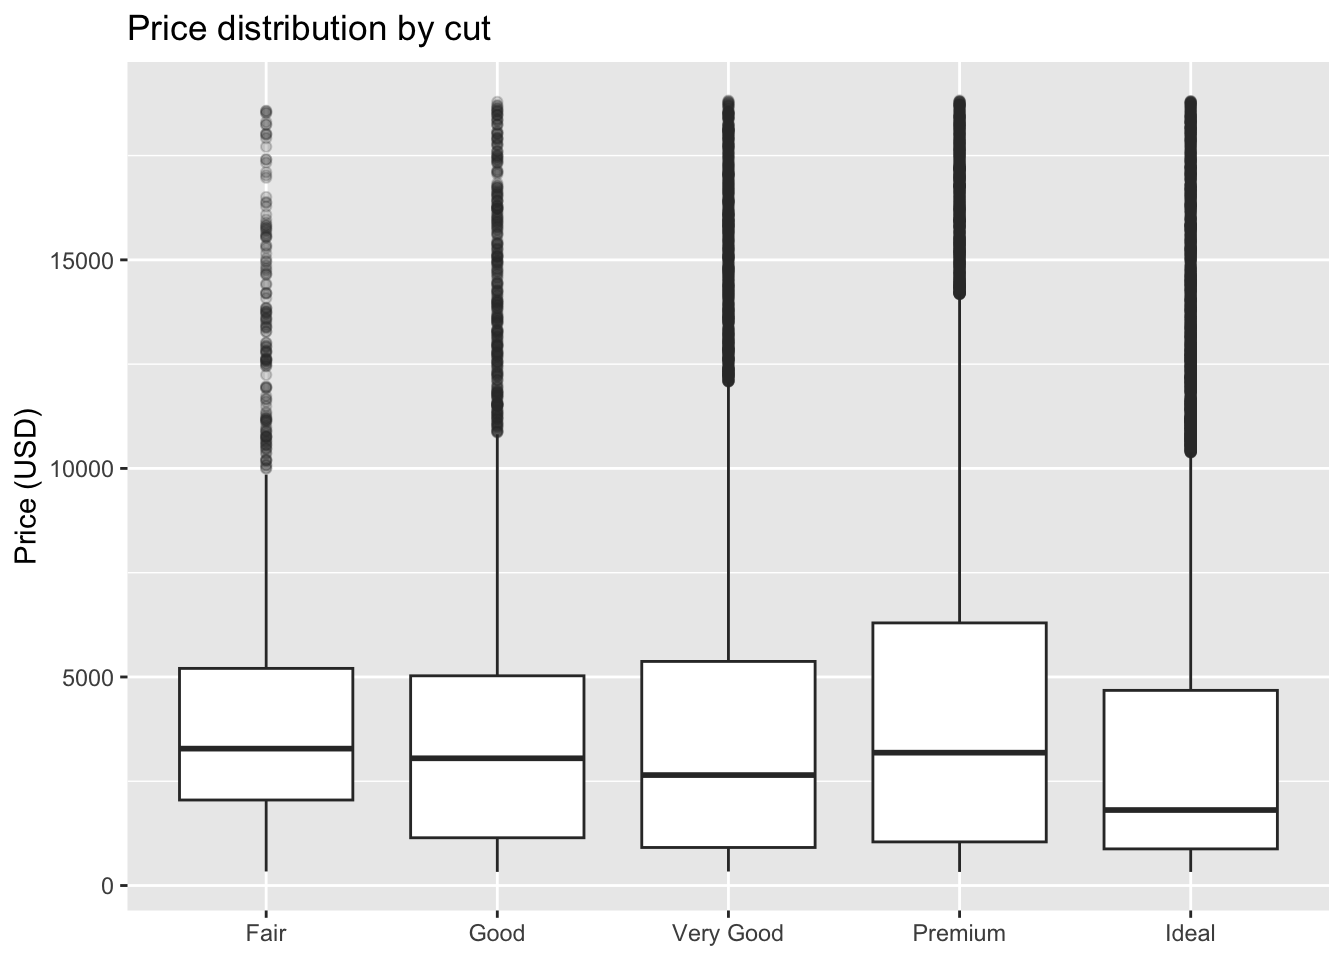 Price distribution by cut
Price (USD)
15000
10000
5000
0
Fair
Good
Very Good
Premium
Ideal